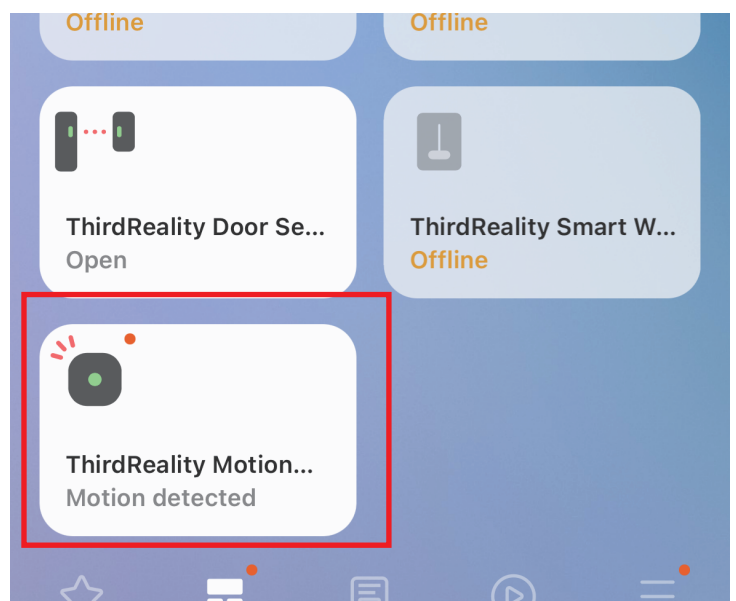 Offline
Offline
ThirdReality Door Se...
Open
ThirdReality Smart W...
Offline
ThirdReality Motion...
Motion detected